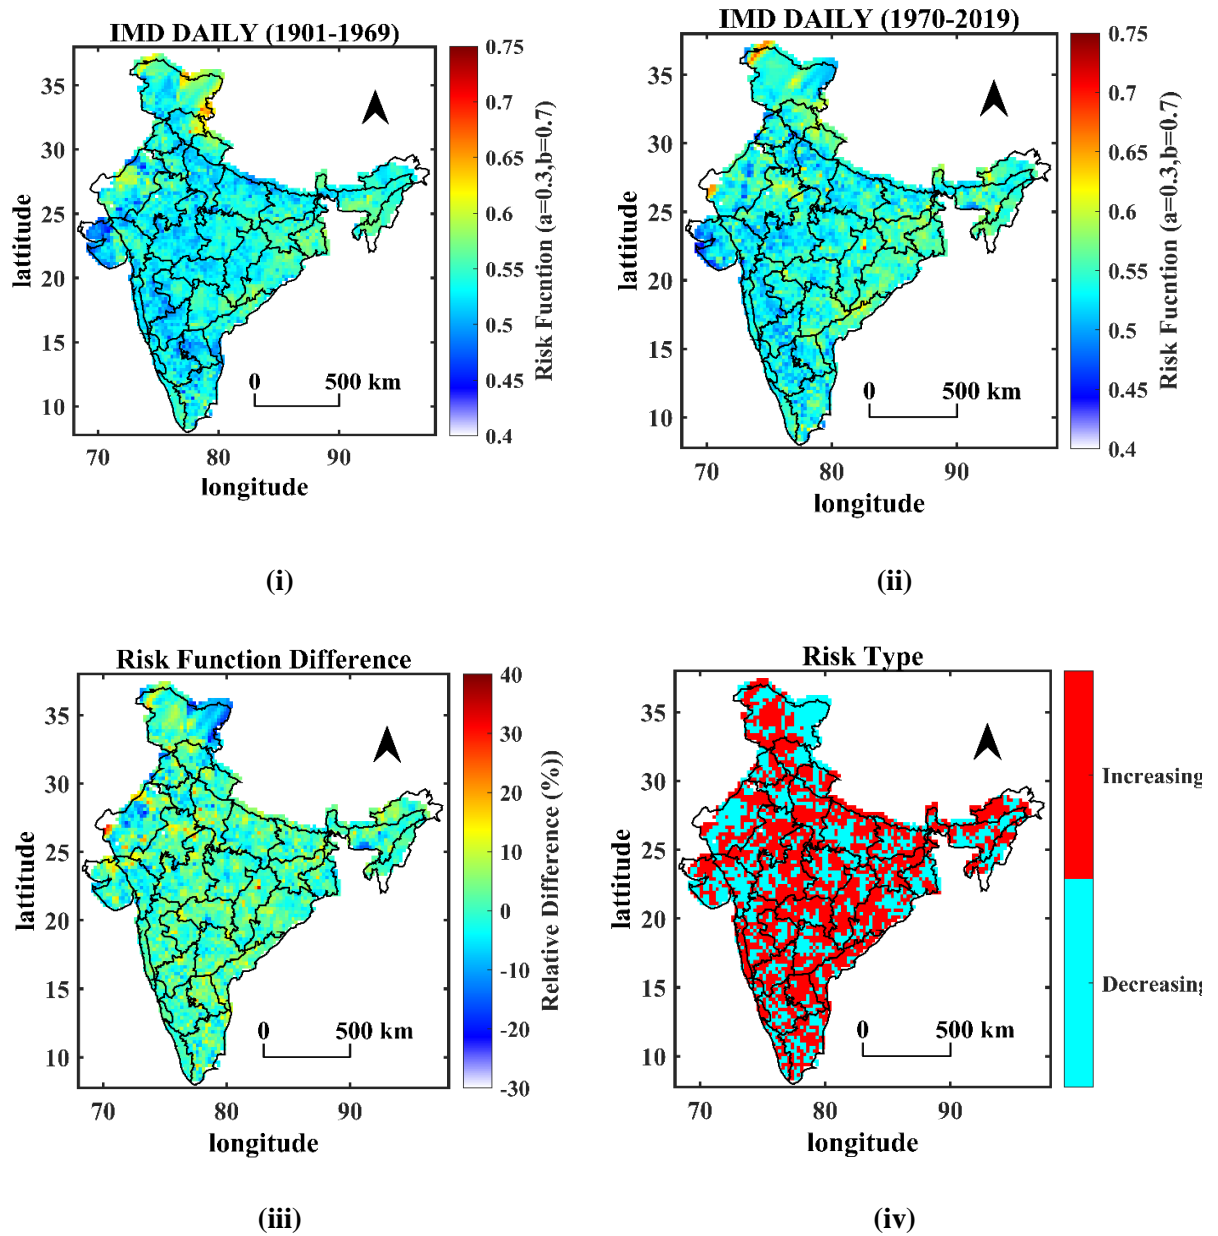 IMD DAILY (1901-1969)
35
30
25
20
15
10
70
80
90
lattitude
longitude
0
500 km
0.75
0.7
0.65
0.6
0.55
0.5
0.45
0.4
Risk Fucntion (a=0.3,b=0.7)
(i)
IMD DAILY (1970-2019)
35
30
25
20
15
10
70
80
90
lattitude
longitude
0
500 km
0.75
0.7
0.65
0.6
0.55
0.5
0.45
0.4
Risk Fucntion (a=0.3,b=0.7)
(ii)
Risk Function Difference
35
30
25
20
15
10
70
80
90
lattitude
longitude
0
500 km
40
30
20
10
0
-10
-20
-30
Relative Difference (%))
(iii)
Risk Type
35
30
25
20
15
10
70
80
90
lattitude
longitude
0
500 km
Increasing
Decreasing
(iv)